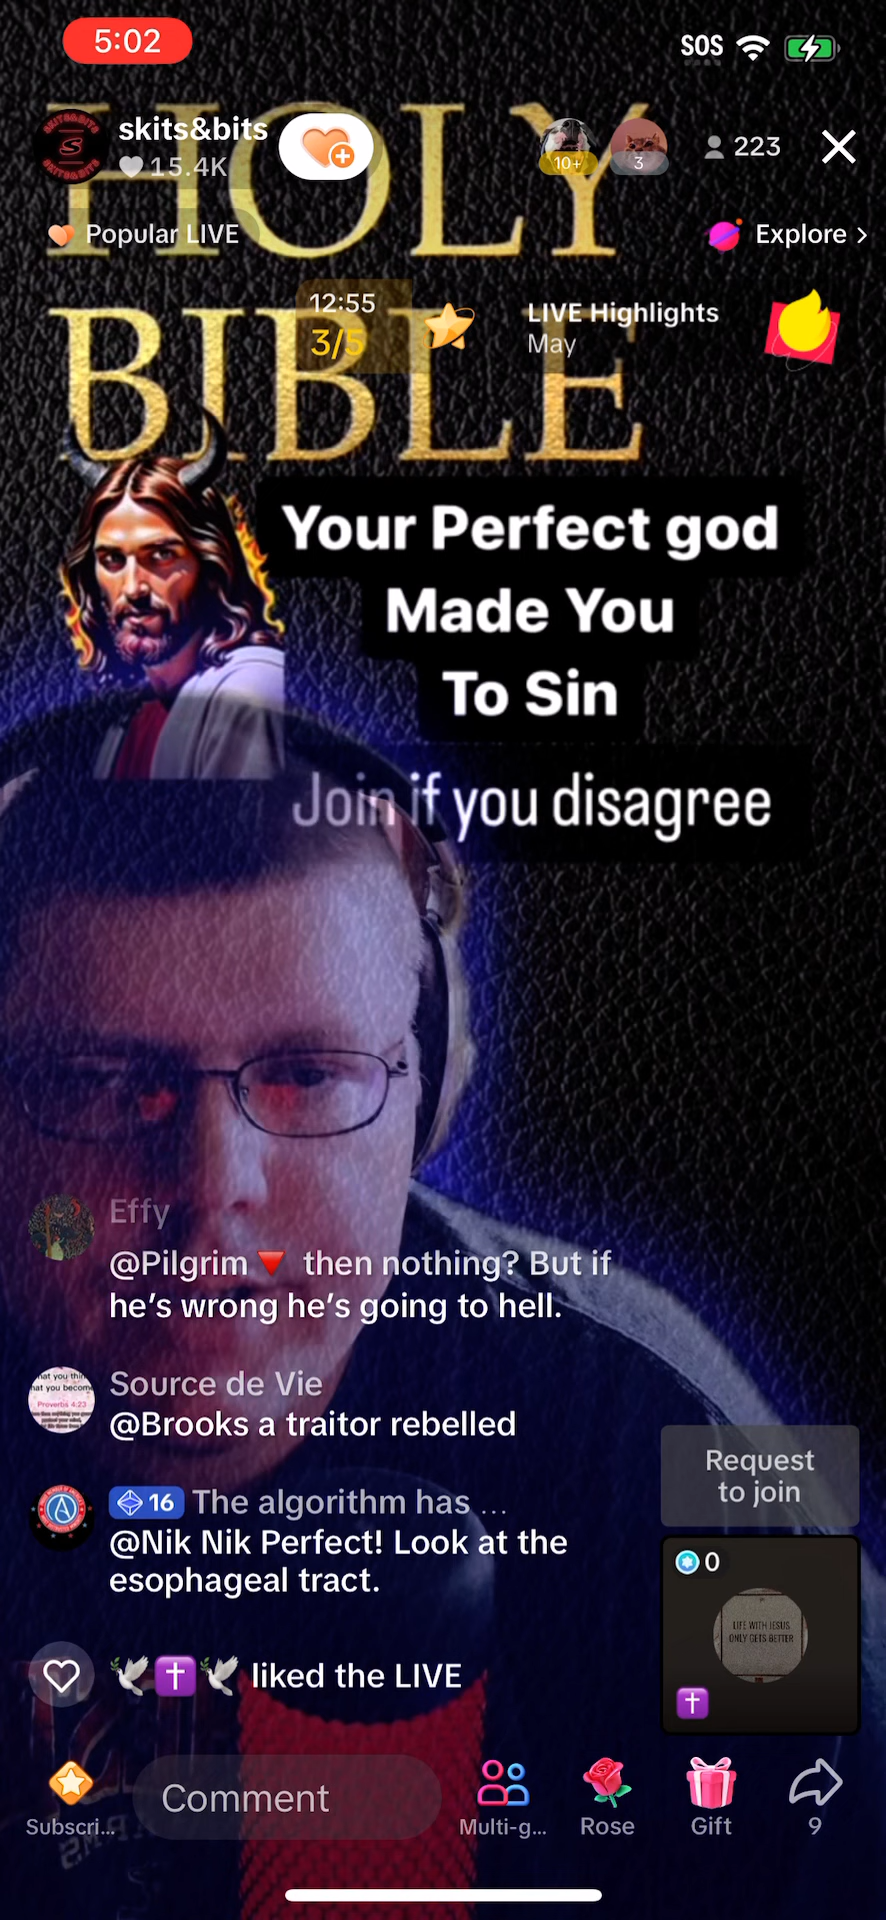 5:02
SOS
HOLY
skits&bits
15.4K
10+
3
223
Popular LIVE
Explore >
BIBLE
12:55
3/5
LIVE Highlights
May
Your Perfect god
Made You
To Sin
Join if you disagree
Effy
@Pilgrim🔻 then nothing? But if
he's wrong he's going to hell.
Source de Vie
@Brooks a traitor rebelled
16 The algorithm has ...
@Nik Nik Perfect! Look at the
esophageal tract.
🕊️✝️🕊️ liked the LIVE
Request
to join
0
LIFE WITH JESUS
ONLY GETS BETTER
✝️
Subscri...
Comment
Multi-g...
Rose
Gift
9